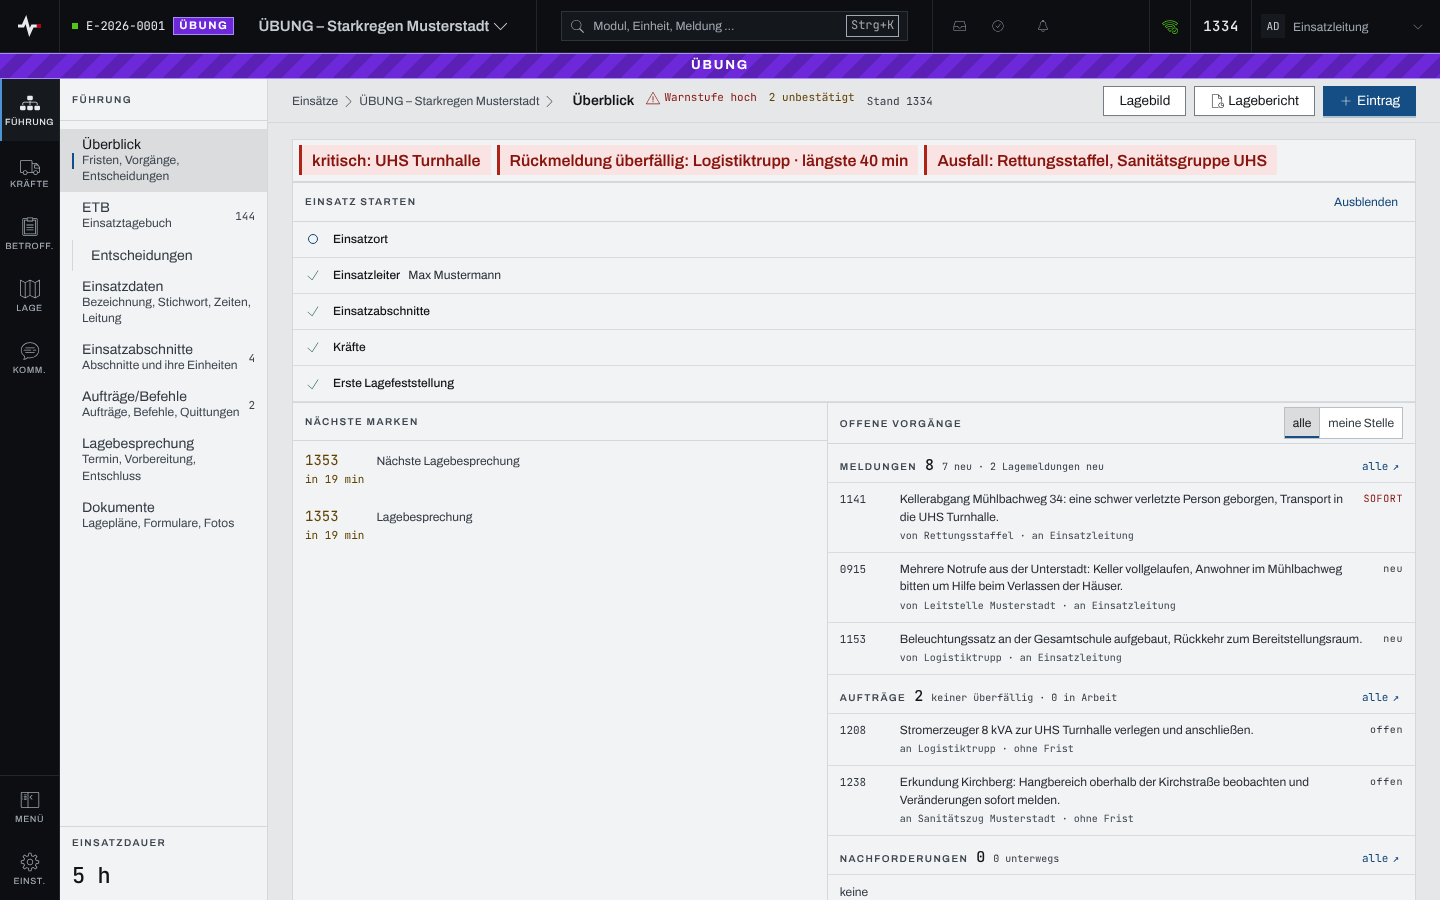 E-2026-0001 ÜBUNG ÜBUNG – Starkregen Musterstadt Modul, Einheit, Meldung ... Strg+K 1334 AD Einsatzleitung
ÜBUNG
FÜHRUNG
KRÄFTE
BETROFF.
LAGE
KOMM.
MENÜ
EINST.
FÜHRUNG
Überblick
Fristen, Vorgänge,
Entscheidungen
ETB
Einsatztagebuch
144
Entscheidungen
Einsatzdaten
Bezeichnung, Stichwort, Zeiten,
Leitung
Einsatzabschnitte
Abschnitte und ihre Einheiten
4
Aufträge/Befehle
Aufträge, Befehle, Quittungen
2
Lagebesprechung
Termin, Vorbereitung,
Entschluss
Dokumente
Lagepläne, Formulare, Fotos
EINSATZDAUER
5 h
Einsätze ÜBUNG – Starkregen Musterstadt Überblick Warnstufe hoch 2 unbestätigt Stand 1334 Lagebild Lagebericht + Eintrag
kritisch: UHS Turnhalle Rückmeldung überfällig: Logistiktrupp · längste 40 min Ausfall: Rettungsstaffel, Sanitätsgruppe UHS
EINSATZ STARTEN Ausblenden
Einsatzort
Einsatzleiter Max Mustermann
Einsatzabschnitte
Kräfte
Erste Lagefeststellung
NÄCHSTE MARKEN
1353 Nächste Lagebesprechung
in 19 min
1353 Lagebesprechung
in 19 min
OFFENE VORGÄNGE alle meine Stelle
MELDUNGEN 8 7 neu · 2 Lagemeldungen neu alle ↗
1141 Kellerabgang Mühlbachweg 34: eine schwer verletzte Person geborgen, Transport in SOFORT
die UHS Turnhalle.
von Rettungsstaffel · an Einsatzleitung
0915 Mehrere Notrufe aus der Unterstadt: Keller vollgelaufen, Anwohner im Mühlbachweg neu
bitten um Hilfe beim Verlassen der Häuser.
von Leitstelle Musterstadt · an Einsatzleitung
1153 Beleuchtungssatz an der Gesamtschule aufgebaut, Rückkehr zum Bereitstellungsraum. neu
von Logistiktrupp · an Einsatzleitung
AUFTRÄGE 2 keiner überfällig · 0 in Arbeit alle ↗
1208 Stromerzeuger 8 kVA zur UHS Turnhalle verlegen und anschließen. offen
an Logistiktrupp · ohne Frist
1238 Erkundung Kirchberg: Hangbereich oberhalb der Kirchstraße beobachten und offen
Veränderungen sofort melden.
an Sanitätszug Musterstadt · ohne Frist
NACHFORDERUNGEN 0 0 unterwegs alle ↗
keine